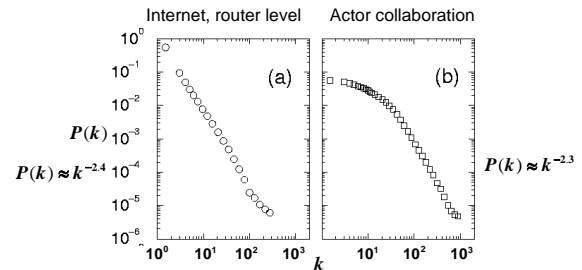 Internet, router level
Actor collaboration
10⁰
10⁻¹
10⁻²
10⁻³
10⁻⁴
10⁻⁵
10⁻⁶
P(k)
P(k) ≈ k⁻²·⁴
(a)
(b)
P(k) ≈ k⁻²·³
10⁰ 10¹ 10² 10³
10¹ 10² 10³
k